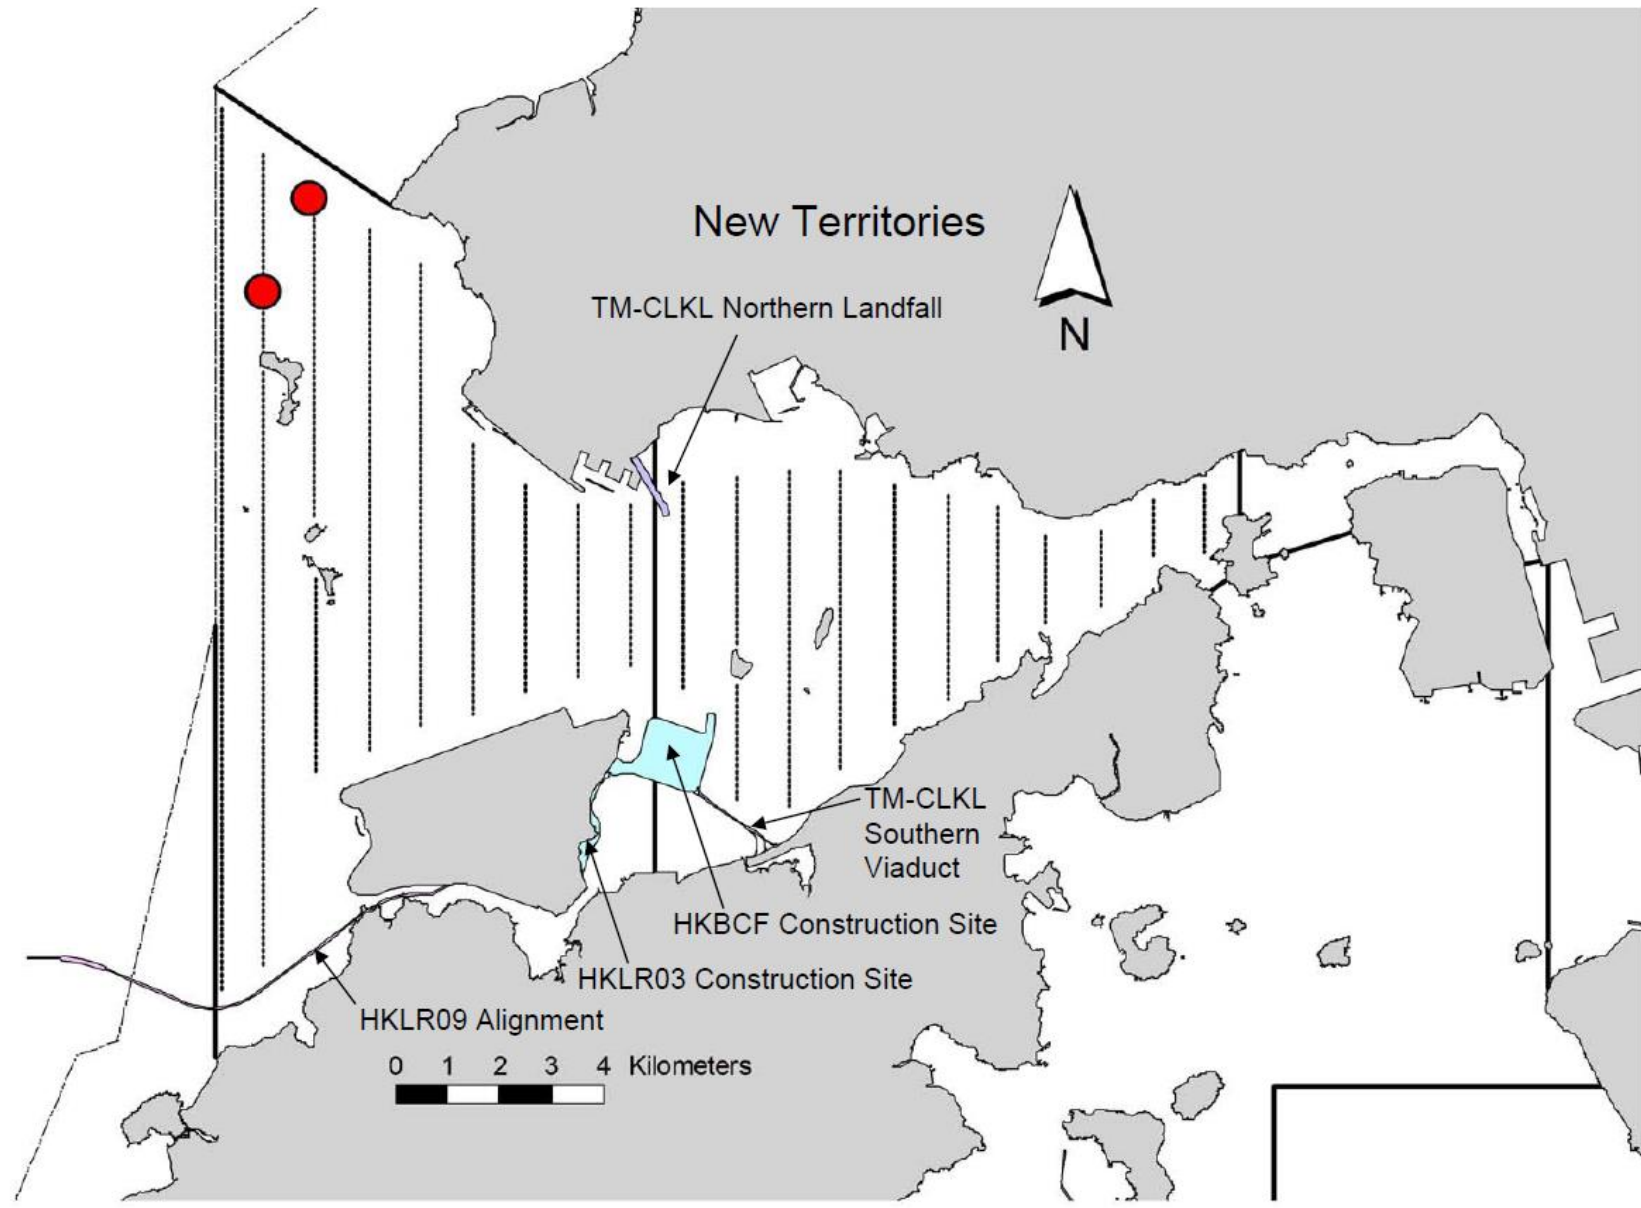 New Territories
TM-CLKL Northern Landfall
N
TM-CLKL
Southern
Viaduct
HKBCF Construction Site
HKLR03 Construction Site
HKLR09 Alignment
0 1 2 3 4 Kilometers